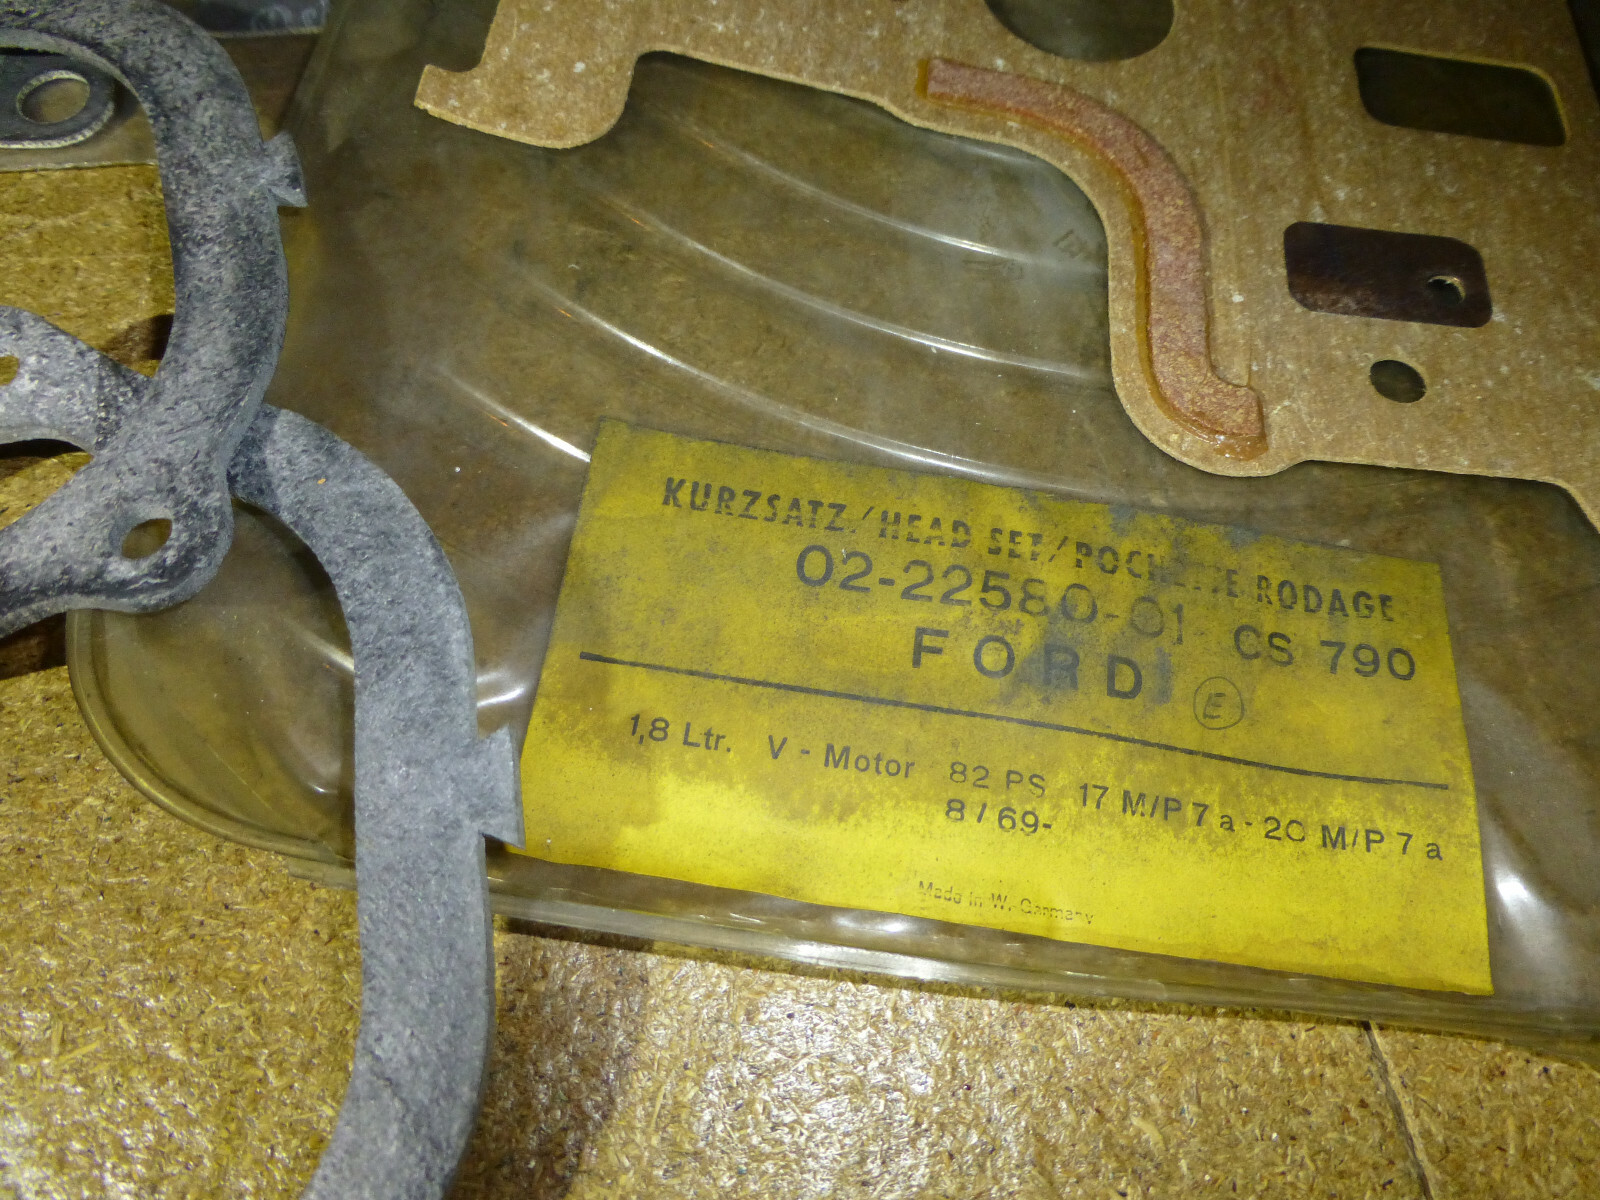 KURZSATZ/HEAD SET/POCHETTE RODAGE
02-22580-01 CS 790
FORD E
1,8 Ltr. V - Motor 82 PS 17 M/P 7 a - 20 M/P 7 a
8/69-
Made in W. Germany